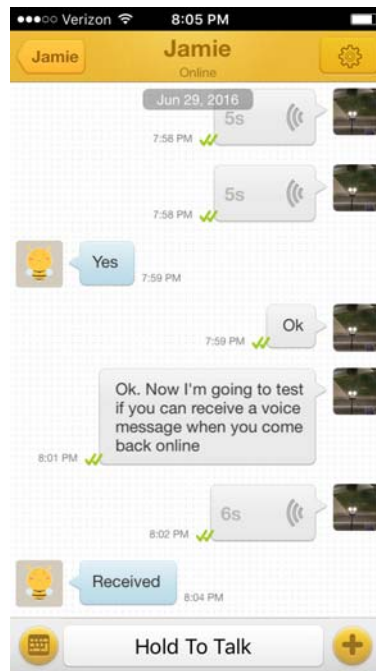 Verizon 8:05 PM
Jamie Jamie
Online
Jun 29, 2016
5s
7:58 PM
5s
7:58 PM
Yes
7:59 PM
Ok
7:59 PM
Ok. Now I'm going to test
if you can receive a voice
message when you come
back online
8:01 PM
6s
8:02 PM
Received
8:04 PM
Hold To Talk